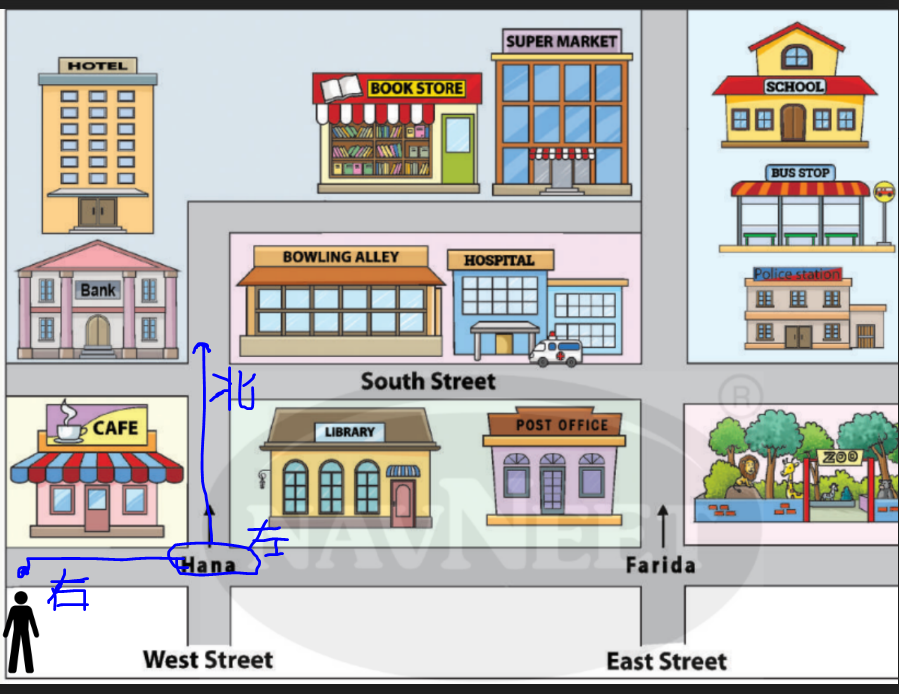 SUPER MARKET
HOTEL
BOOK STORE
SCHOOL
BUS STOP
BOWLING ALLEY
HOSPITAL
Police station
Bank
South Street
北
CAFE
LIBRARY
POST OFFICE
ZOO
®
NAVNEET
左
Hana
Farida
右
West Street
East Street